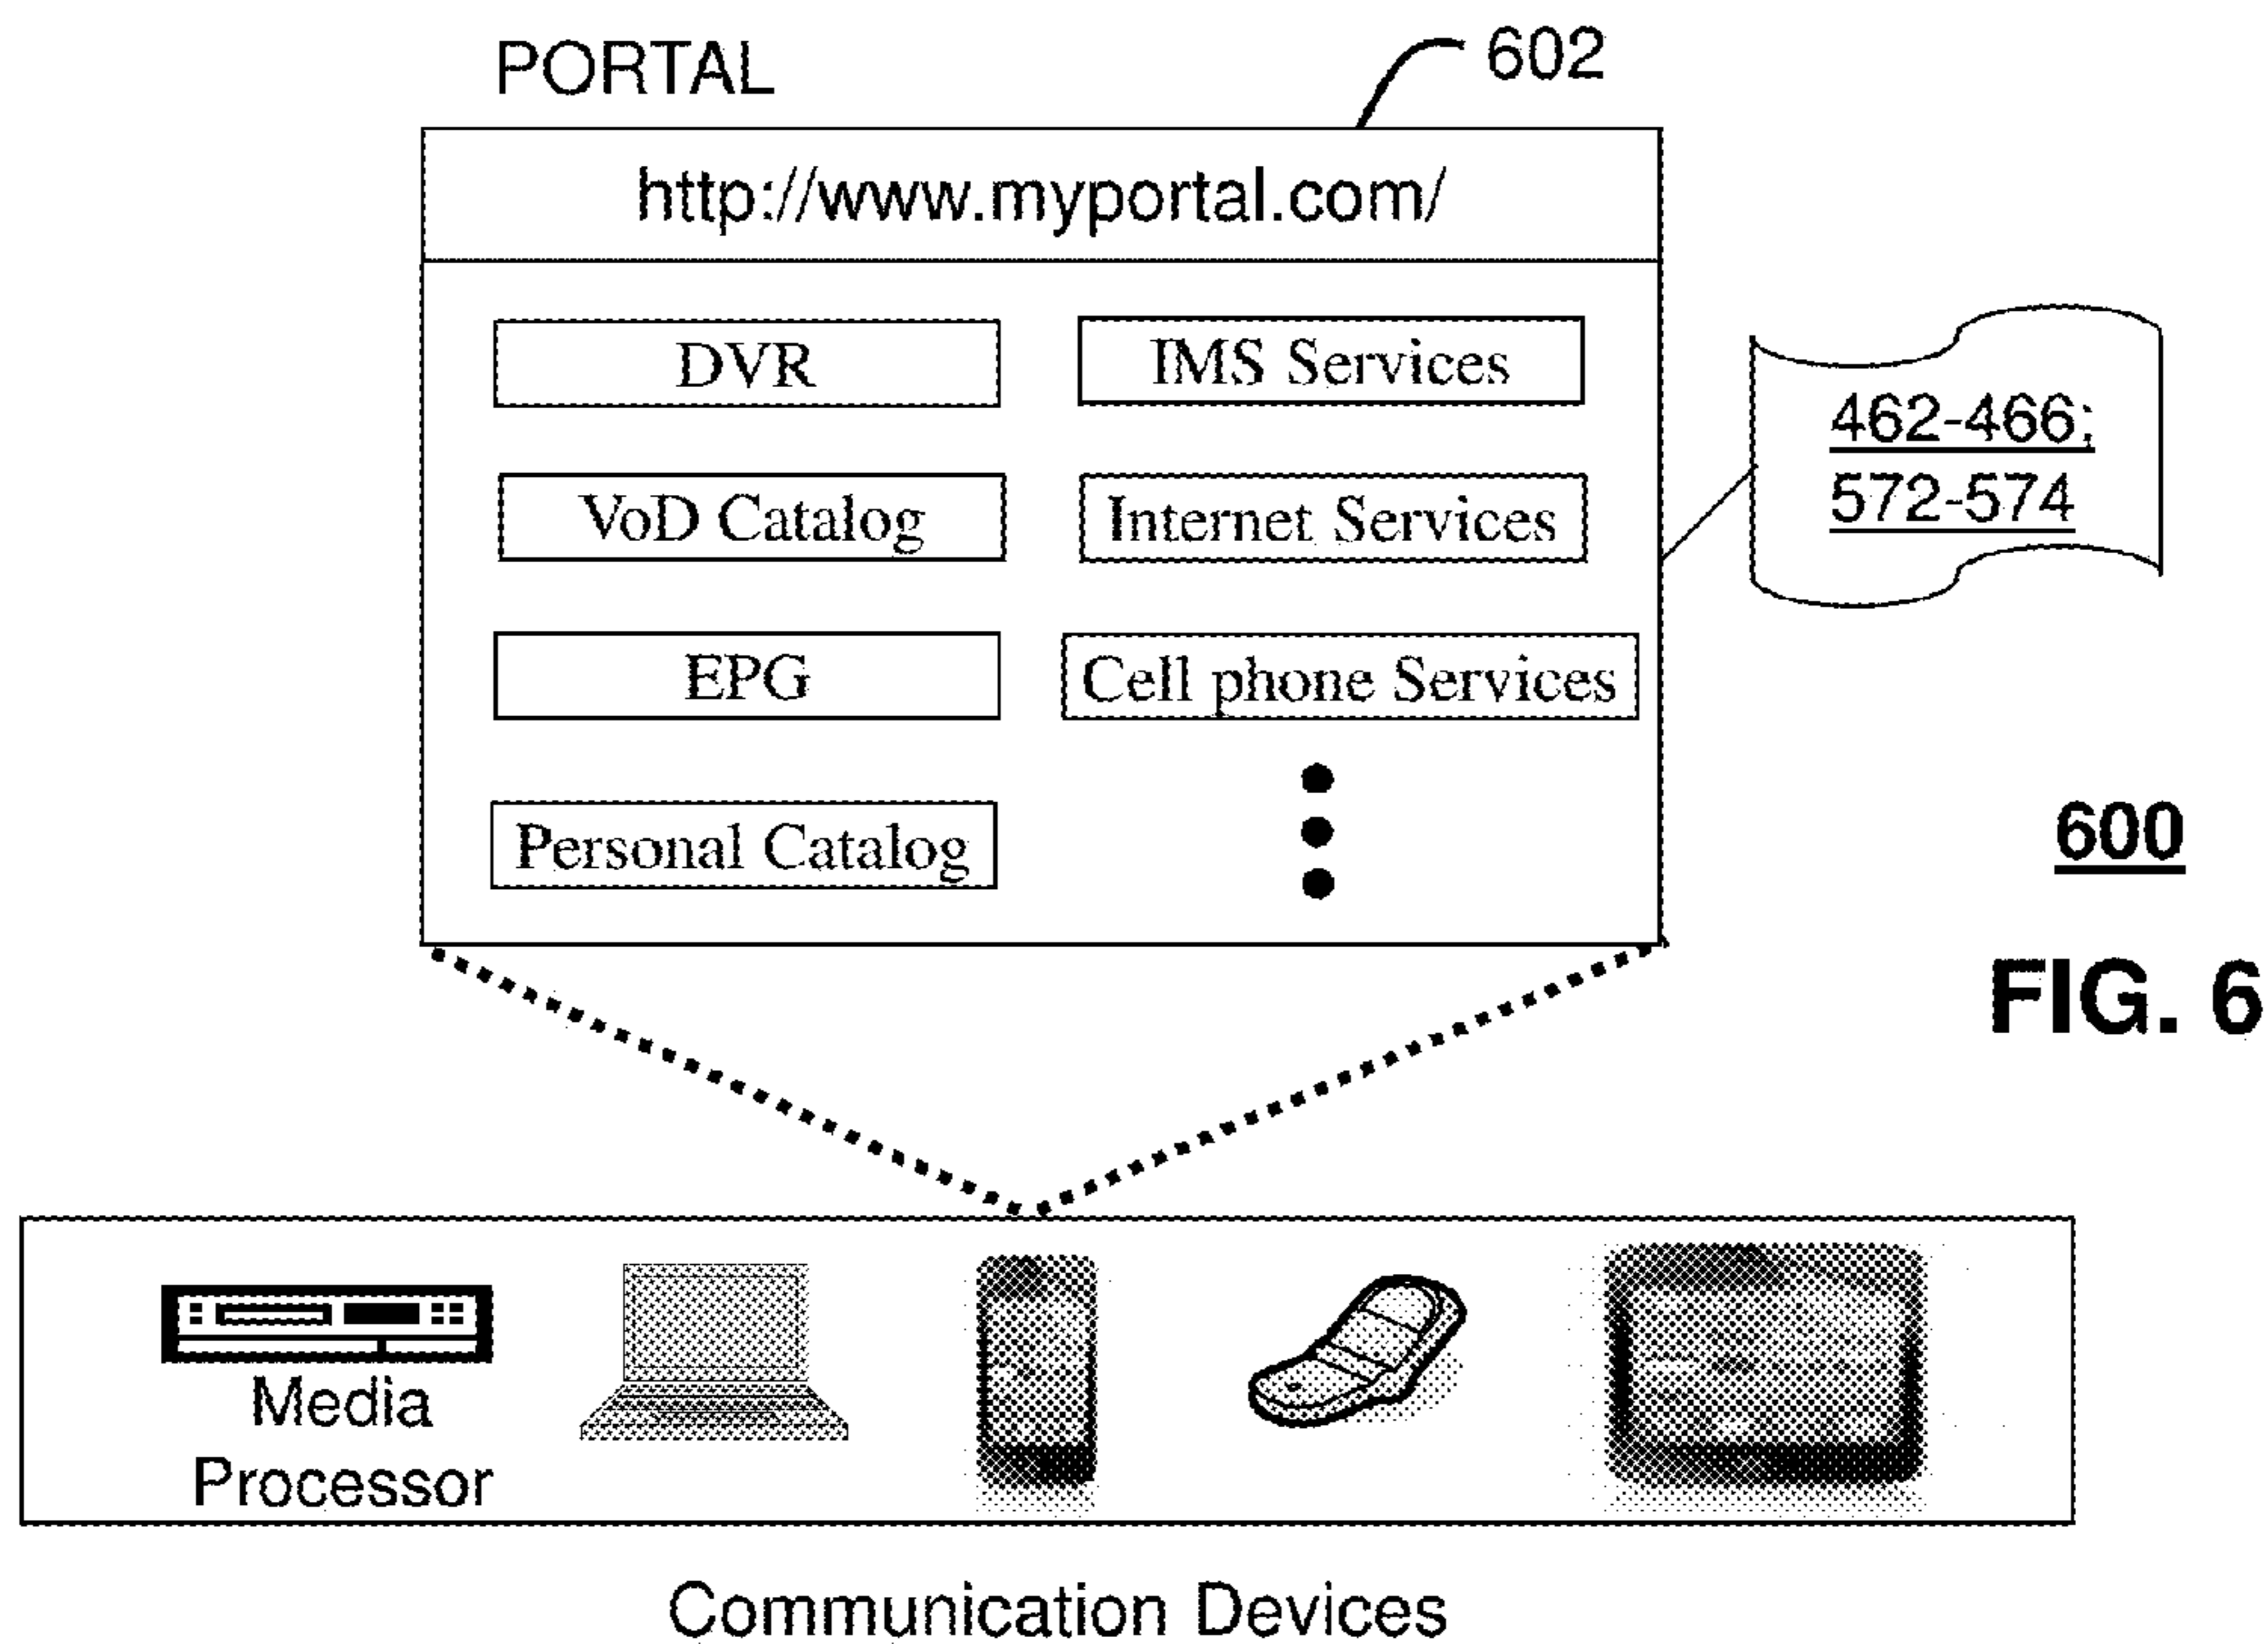 PORTAL
602
http://www.myportal.com/
DVR
IMS Services
VoD Catalog
Internet Services
EPG
Cell phone Services
Personal Catalog
462-466;
572-574
600
FIG. 6
Media
Processor
Communication Devices